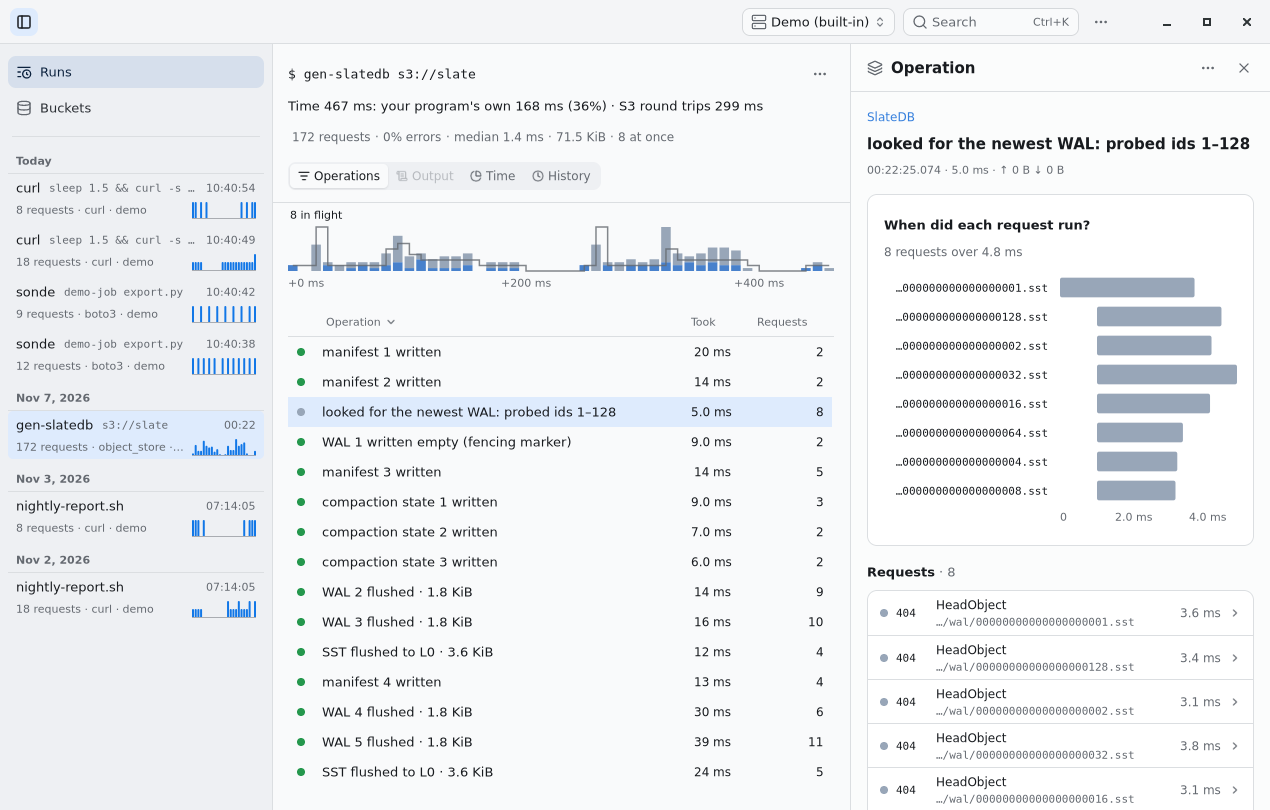 Demo (built-in)
Search
Ctrl+K
Runs
Buckets
Today
curl sleep 1.5 && curl -s … 10:40:54
8 requests · curl · demo
curl sleep 1.5 && curl -s … 10:40:49
18 requests · curl · demo
sonde demo-job export.py 10:40:42
9 requests · boto3 · demo
sonde demo-job export.py 10:40:38
12 requests · boto3 · demo
Nov 7, 2026
gen-slatedb s3://slate 00:22
172 requests · object_store ·…
Nov 3, 2026
nightly-report.sh 07:14:05
8 requests · curl · demo
Nov 2, 2026
nightly-report.sh 07:14:05
18 requests · curl · demo
$ gen-slatedb s3://slate
Time 467 ms: your program's own 168 ms (36%) · S3 round trips 299 ms
172 requests · 0% errors · median 1.4 ms · 71.5 KiB · 8 at once
Operations Output Time History
8 in flight
+0 ms +200 ms +400 ms
Operation Took Requests
manifest 1 written 20 ms 2
manifest 2 written 14 ms 2
looked for the newest WAL: probed ids 1–128 5.0 ms 8
WAL 1 written empty (fencing marker) 9.0 ms 2
manifest 3 written 14 ms 5
compaction state 1 written 9.0 ms 3
compaction state 2 written 7.0 ms 2
compaction state 3 written 6.0 ms 2
WAL 2 flushed · 1.8 KiB 14 ms 9
WAL 3 flushed · 1.8 KiB 16 ms 10
SST flushed to L0 · 3.6 KiB 12 ms 4
manifest 4 written 13 ms 4
WAL 4 flushed · 1.8 KiB 30 ms 6
WAL 5 flushed · 1.8 KiB 39 ms 11
SST flushed to L0 · 3.6 KiB 24 ms 5
Operation
SlateDB
looked for the newest WAL: probed ids 1–128
00:22:25.074 · 5.0 ms · ↑ 0 B ↓ 0 B
When did each request run?
8 requests over 4.8 ms
…000000000000000001.sst
…000000000000000128.sst
…000000000000000002.sst
…000000000000000032.sst
…000000000000000016.sst
…000000000000000064.sst
…000000000000000004.sst
…000000000000000008.sst
0 2.0 ms 4.0 ms
Requests · 8
404 HeadObject 3.6 ms
…/wal/00000000000000000001.sst
404 HeadObject 3.4 ms
…/wal/00000000000000000128.sst
404 HeadObject 3.1 ms
…/wal/00000000000000000002.sst
404 HeadObject 3.8 ms
…/wal/00000000000000000032.sst
404 HeadObject 3.1 ms
…/wal/00000000000000000016.sst